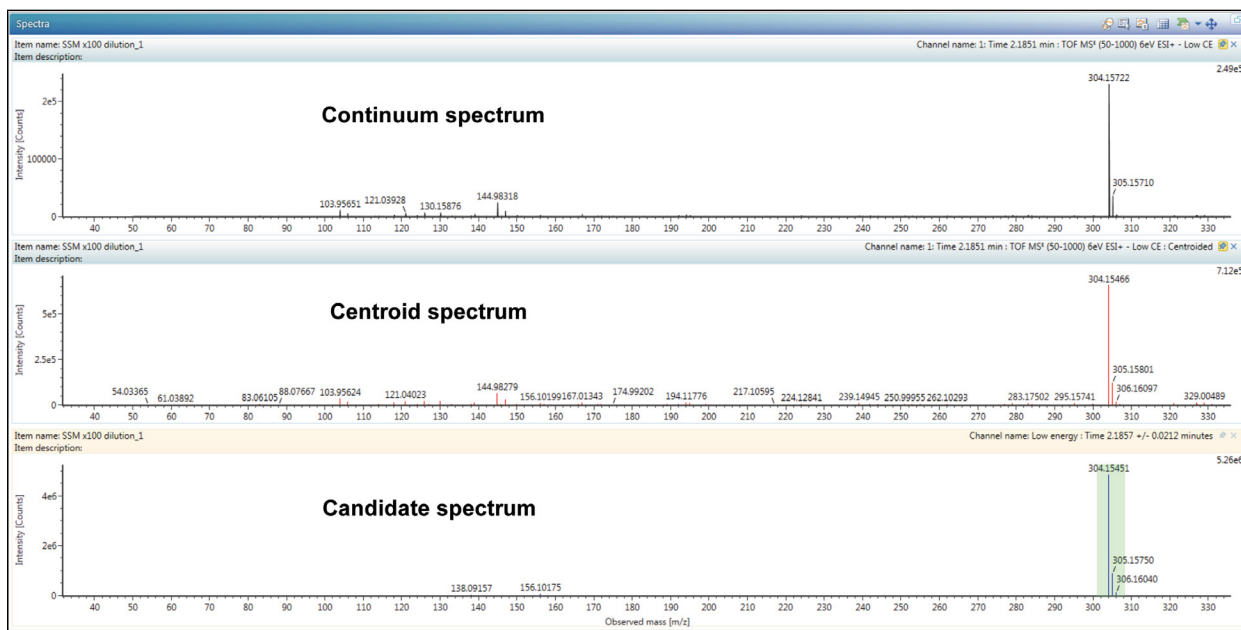 Spectra
Item name: SSM x100 dilution_1
Channel name: 1: Time 2.1851 min : TOF MSᴱ (50-1000) 6eV ESI+ - Low CE
Item description:
2.49e5
304.15722
2e5
Continuum spectrum
Intensity [Counts]
100000
305.15710
103.95651 121.03928 130.15876 144.98318
0
40 50 60 70 80 90 100 110 120 130 140 150 160 170 180 190 200 210 220 230 240 250 260 270 280 290 300 310 320 330
Item name: SSM x100 dilution_1
Channel name: 1: Time 2.1851 min : TOF MSᴱ (50-1000) 6eV ESI+ - Low CE : Centroided
Item description:
7.12e5
304.15466
Centroid spectrum
5e5
Intensity [Counts]
2.5e5
305.15801
54.03365 61.03892 83.06105 88.07667 103.95624 121.04023 144.98279 156.10199 167.01343 174.99202 194.11776 217.10595 224.12841 239.14945 250.99955 262.10293 283.17502 295.15741 306.16097 329.00489
0
40 50 60 70 80 90 100 110 120 130 140 150 160 170 180 190 200 210 220 230 240 250 260 270 280 290 300 310 320 330
Item name: SSM x100 dilution_1
Channel name: Low energy : Time 2.1857 +/- 0.0212 minutes
Item description:
5.26e6
304.15451
4e6
Candidate spectrum
Intensity [Counts]
2e6
305.15750
138.09157 156.10175 306.16040
0
40 50 60 70 80 90 100 110 120 130 140 150 160 170 180 190 200 210 220 230 240 250 260 270 280 290 300 310 320 330
Observed mass [m/z]